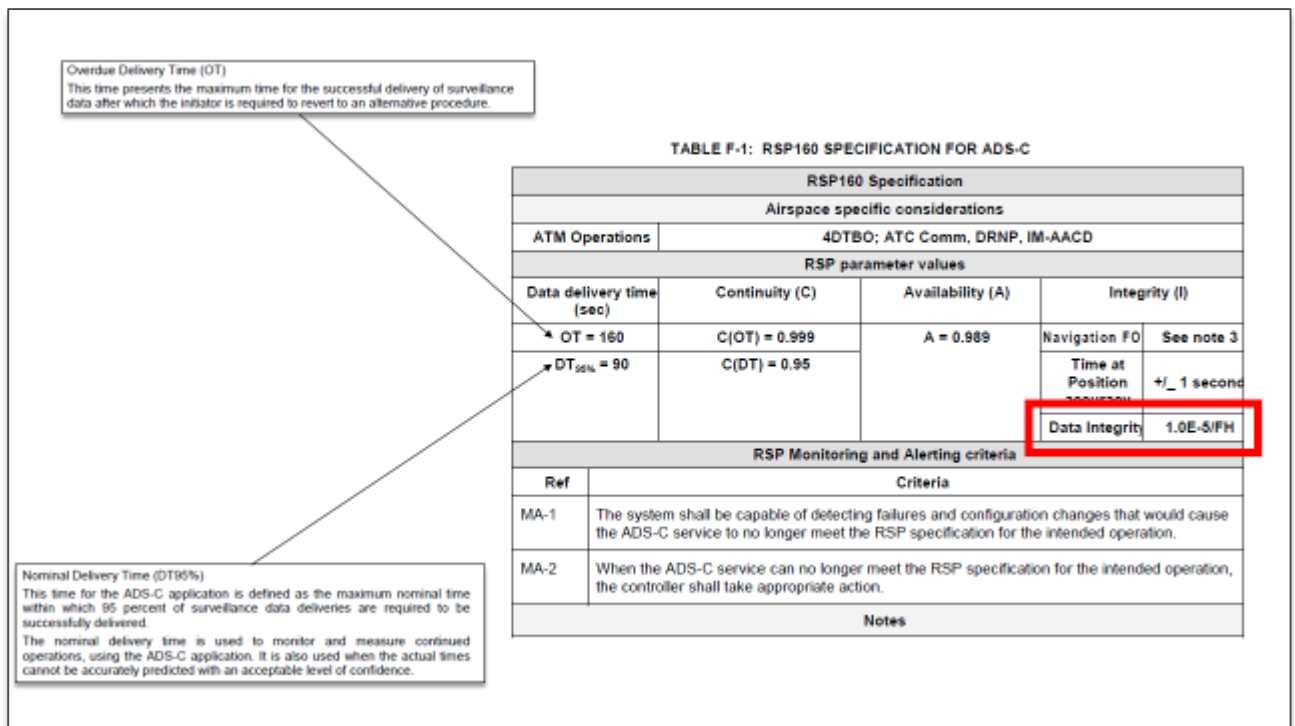 Overdue Delivery Time (OT)
This time presents the maximum time for the successful delivery of surveillance
data after which the initiator is required to revert to an alternative procedure.
TABLE F-1: RSP160 SPECIFICATION FOR ADS-C
RSP160 Specification
Airspace specific considerations
ATM Operations 4DTBO; ATC Comm, DRNP, IM-AACD
RSP parameter values
Data delivery time Continuity (C) Availability (A) Integrity (I)
(sec)
OT = 160 C(OT) = 0.999 A = 0.989 Navigation FO See note 3
DT95% = 90 C(DT) = 0.95 Time at
Position +/_ 1 second
accuracy
Data Integrity 1.0E-5/FH
RSP Monitoring and Alerting criteria
Ref Criteria
MA-1 The system shall be capable of detecting failures and configuration changes that would cause
the ADS-C service to no longer meet the RSP specification for the intended operation.
MA-2 When the ADS-C service can no longer meet the RSP specification for the intended operation,
the controller shall take appropriate action.
Notes
Nominal Delivery Time (DT95%)
This time for the ADS-C application is defined as the maximum nominal time
within which 95 percent of surveillance data deliveries are required to be
successfully delivered.
The nominal delivery time is used to monitor and measure continued
operations, using the ADS-C application. It is also used when the actual times
cannot be accurately predicted with an acceptable level of confidence.